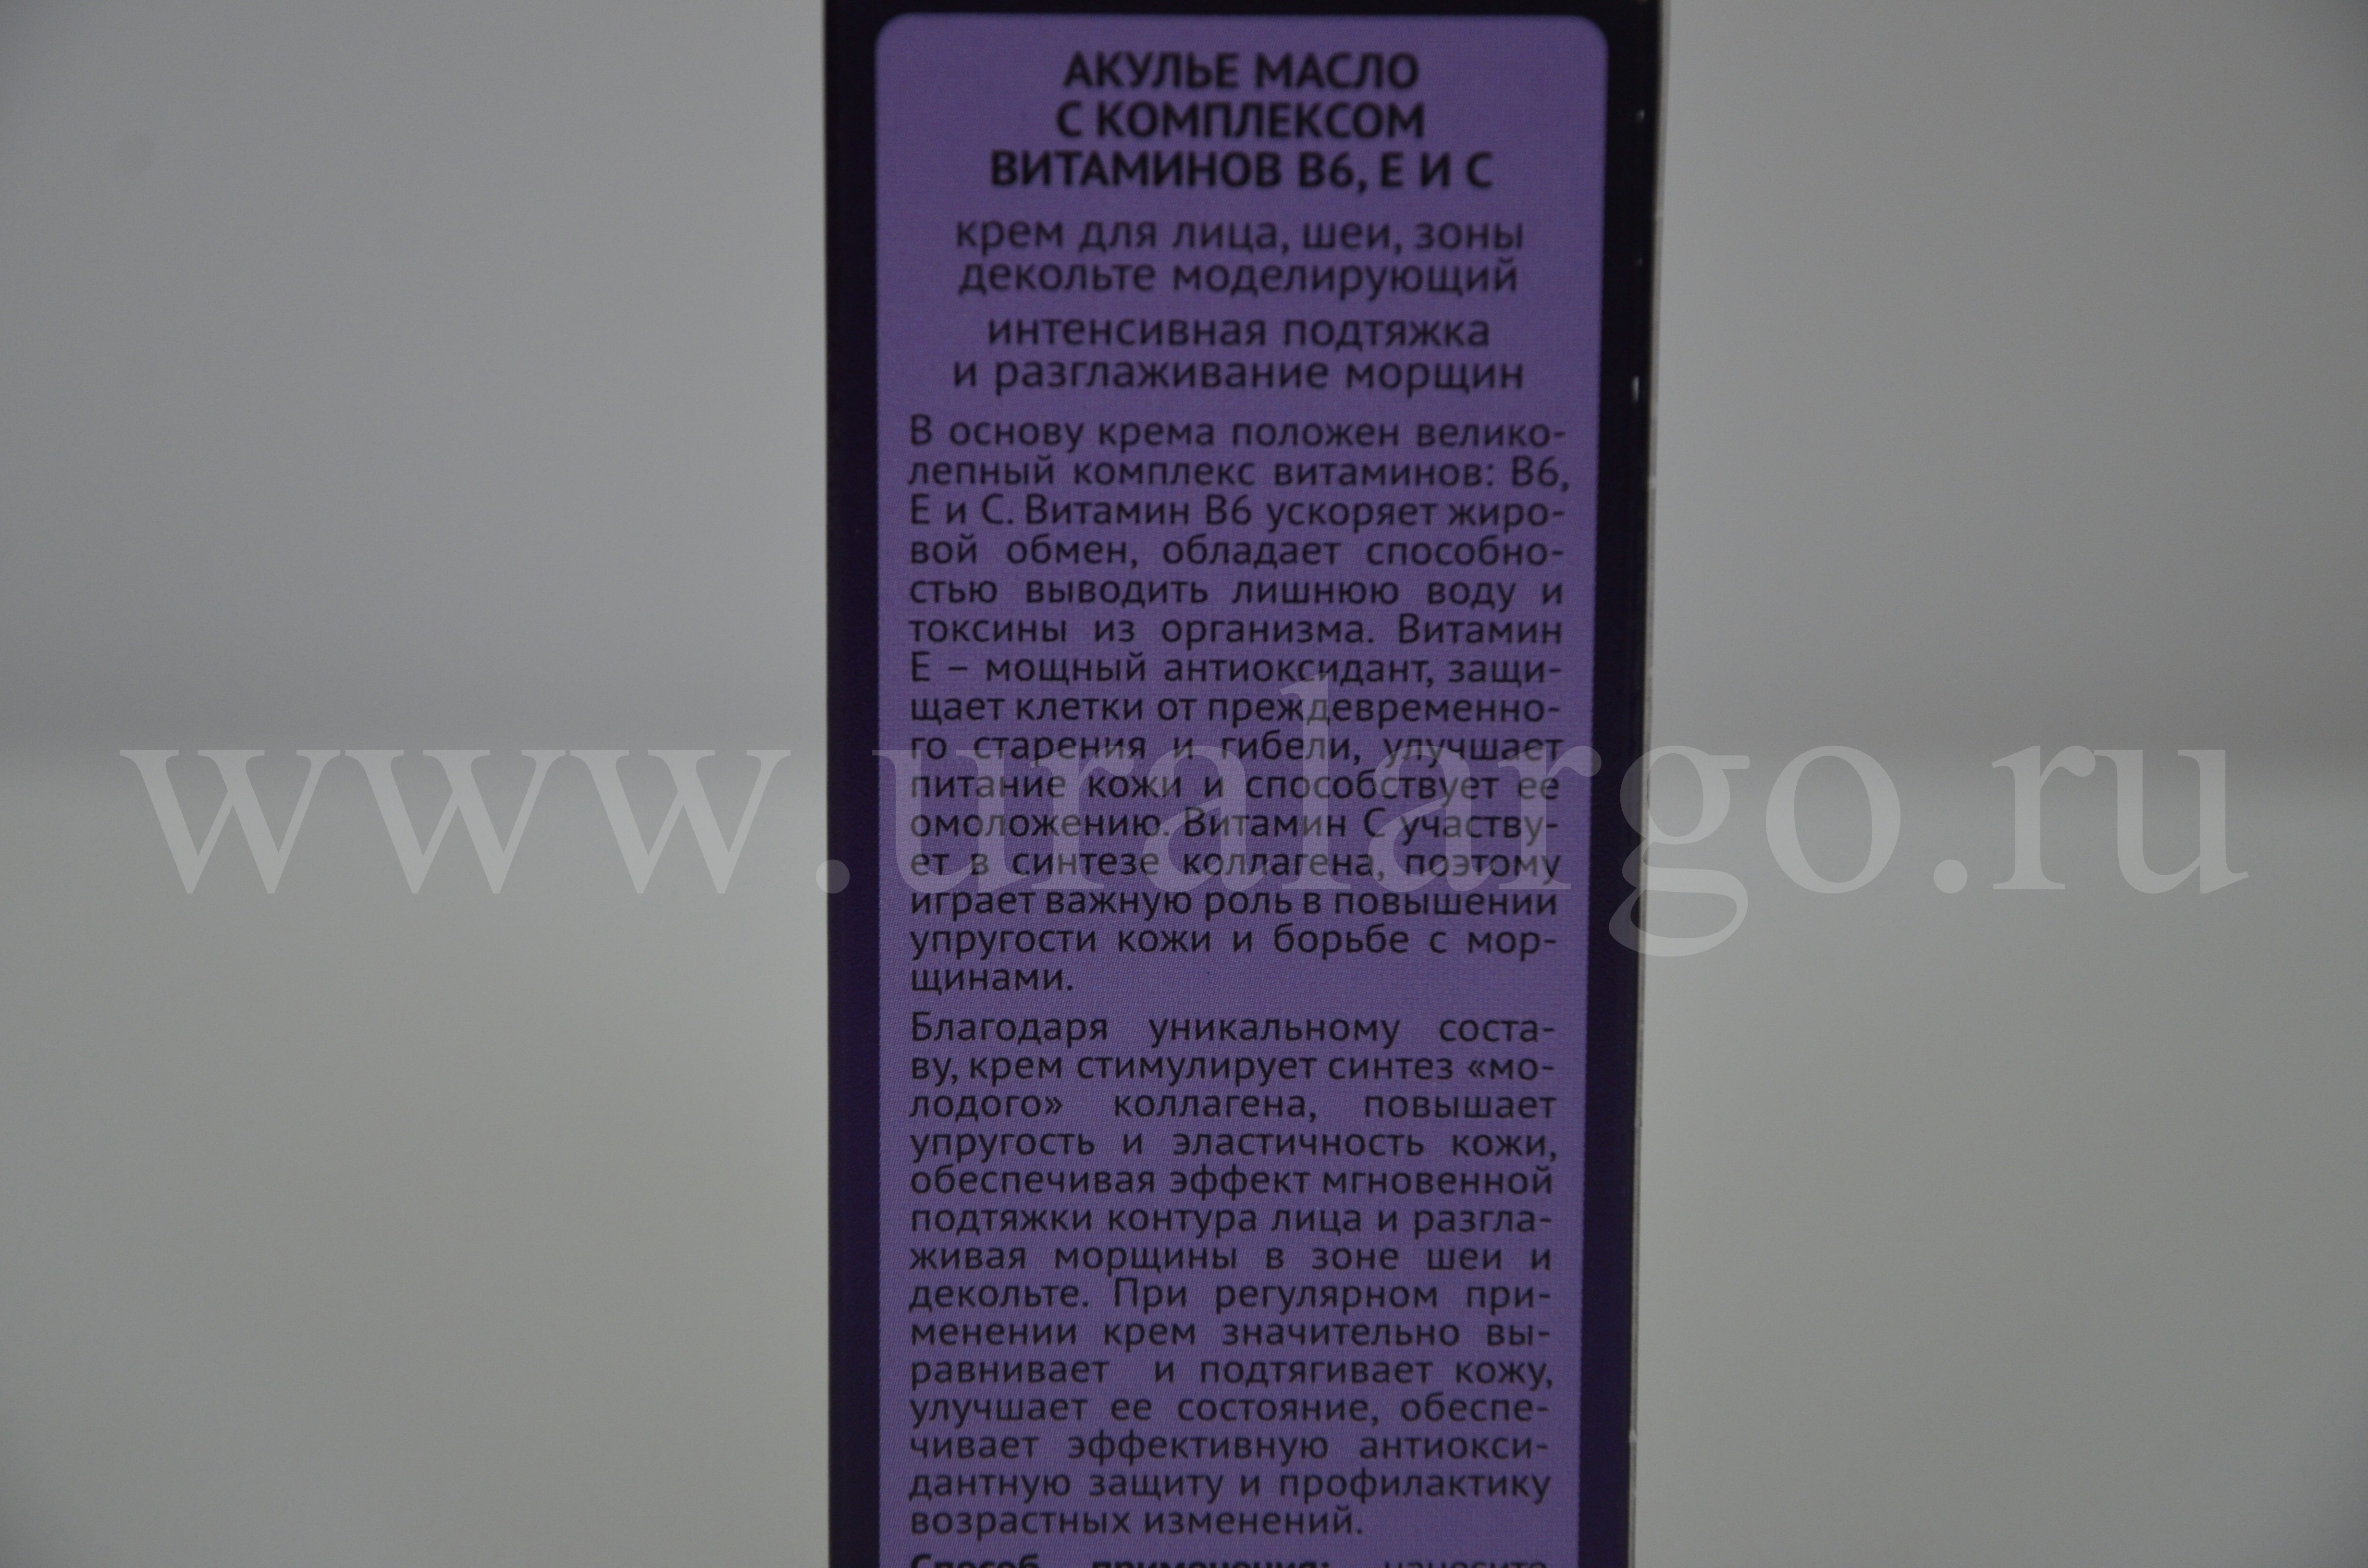 АКУЛЬЕ МАСЛО
С КОМПЛЕКСОМ
ВИТАМИНОВ В6, Е И С
крем для лица, шеи, зоны
декольте моделирующий
интенсивная подтяжка
и разглаживание морщин
В основу крема положен велико-
лепный комплекс витаминов: В6,
Е и С. Витамин В6 ускоряет жиро-
вой обмен, обладает способно-
стью выводить лишнюю воду и
токсины из организма. Витамин
Е – мощный антиоксидант, защи-
щает клетки от преждевременно-
го старения и гибели, улучшает
питание кожи и способствует ее
омоложению. Витамин С участву-
ет в синтезе коллагена, поэтому
играет важную роль в повышении
упругости кожи и борьбе с мор-
щинами.
Благодаря уникальному соста-
ву, крем стимулирует синтез «мо-
лодого» коллагена, повышает
упругость и эластичность кожи,
обеспечивая эффект мгновенной
подтяжки контура лица и разгла-
живая морщины в зоне шеи и
декольте. При регулярном при-
менении крем значительно вы-
равнивает и подтягивает кожу,
улучшает ее состояние, обеспе-
чивает эффективную антиокси-
дантную защиту и профилактику
возрастных изменений.
Способ применения: нанесите
www.uralargo.ru